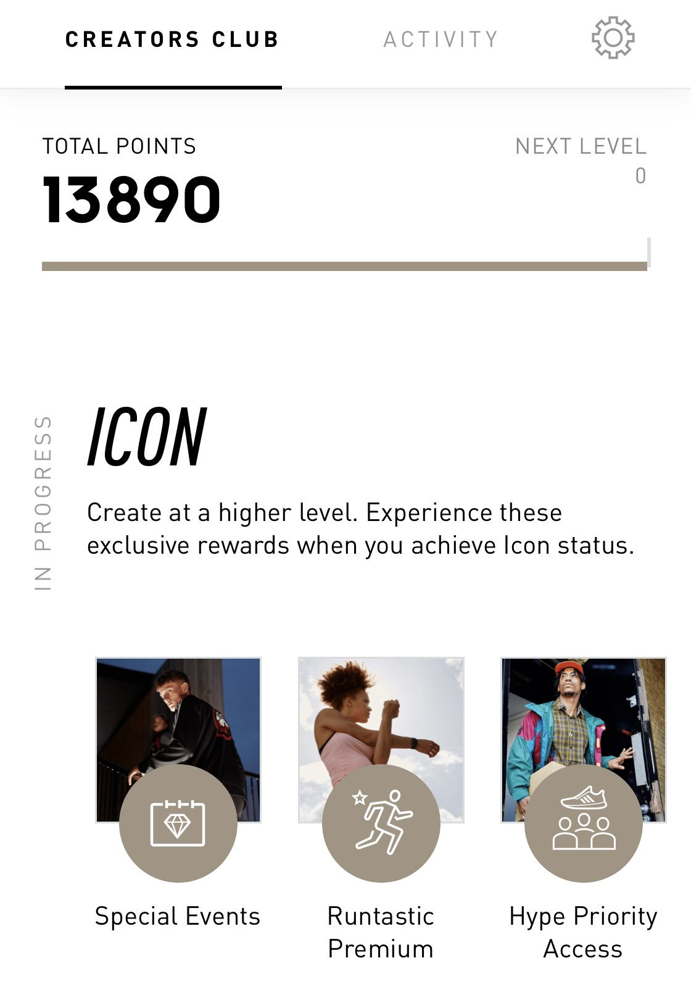 CREATORS CLUB
ACTIVITY
TOTAL POINTS
13890
NEXT LEVEL
0
IN PROGRESS
ICON
Create at a higher level. Experience these
exclusive rewards when you achieve Icon status.
Special Events
Runtastic
Premium
Hype Priority
Access